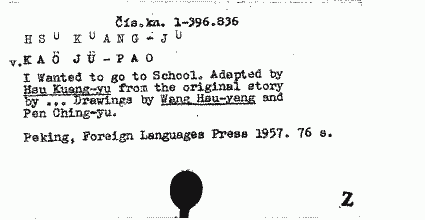 Čís.kn. 1-396.836
HSU KUANG-JU
v.KAO JÜ-PAO
I Wanted to go to School. Adapted by
Hsu Kuang-yu from the original story
by ... Drawings by Wang Hsu-yang and
Pen Ching-yu.
Peking, Foreign Languages Press 1957. 76 s.
Z